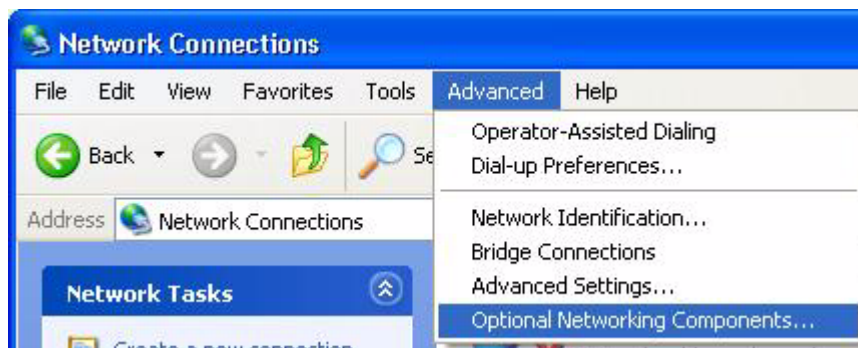 Network Connections
File Edit View Favorites Tools Advanced Help
Operator-Assisted Dialing
Back
Dial-up Preferences...
Address Network Connections
Network Identification...
Bridge Connections
Network Tasks
Advanced Settings...
Optional Networking Components...